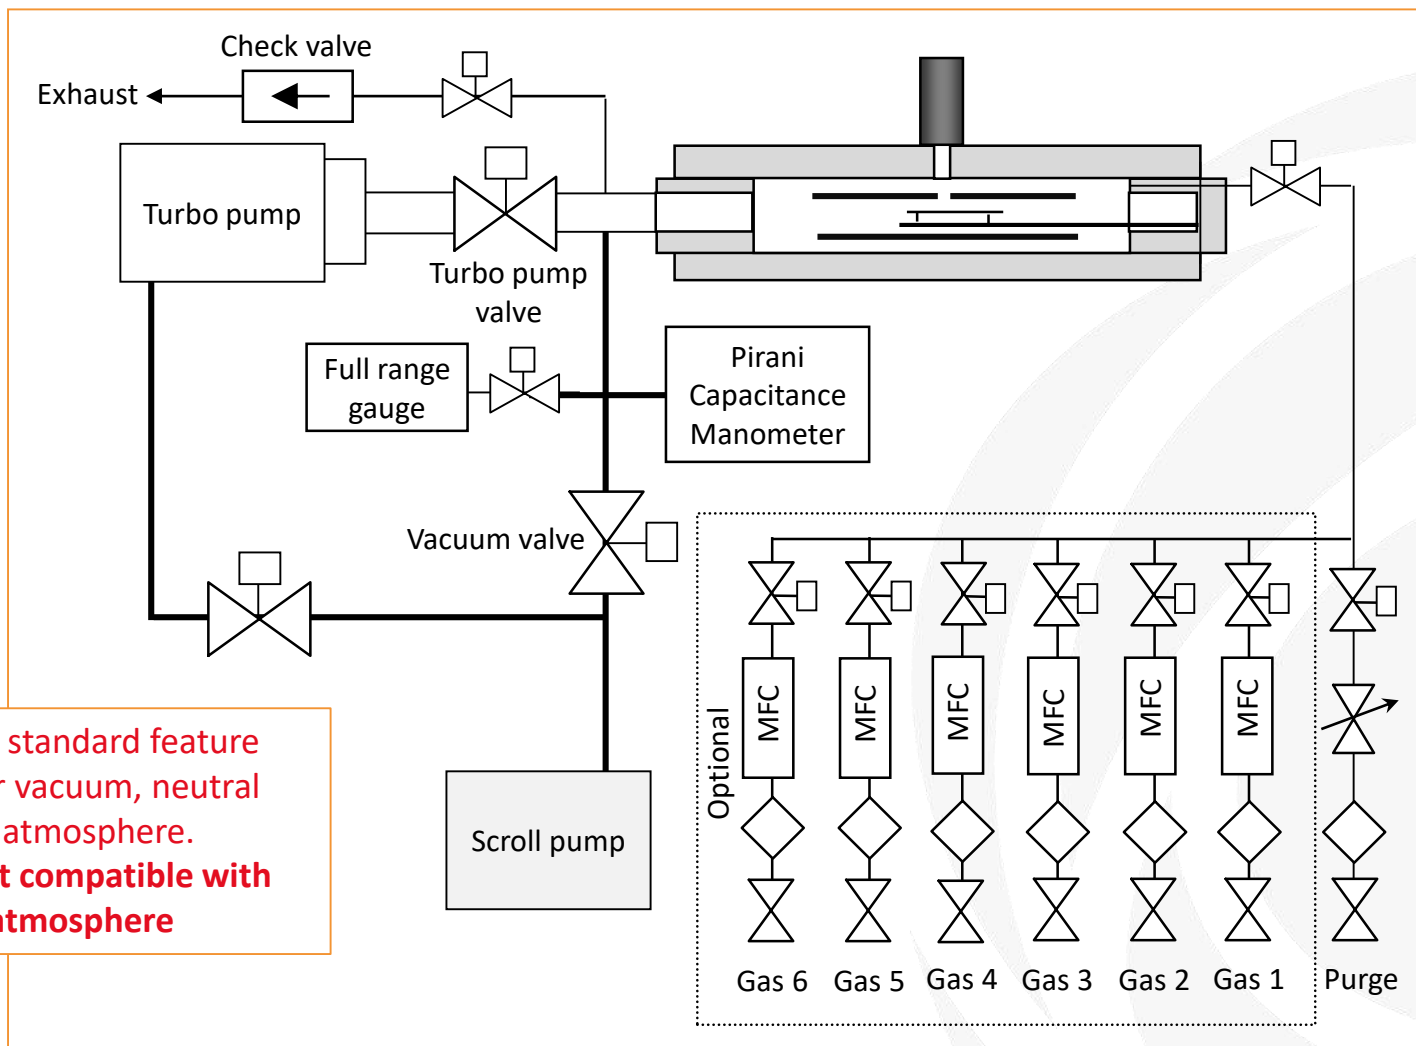 Check valve
Exhaust
Turbo pump
Turbo pump
valve
Full range
gauge
Pirani
Capacitance
Manometer
Vacuum valve
Optional
MFC
MFC
MFC
MFC
MFC
MFC
standard feature
vacuum, neutral
atmosphere.
compatible with
atmosphere
Scroll pump
Gas 6
Gas 5
Gas 4
Gas 3
Gas 2
Gas 1
Purge